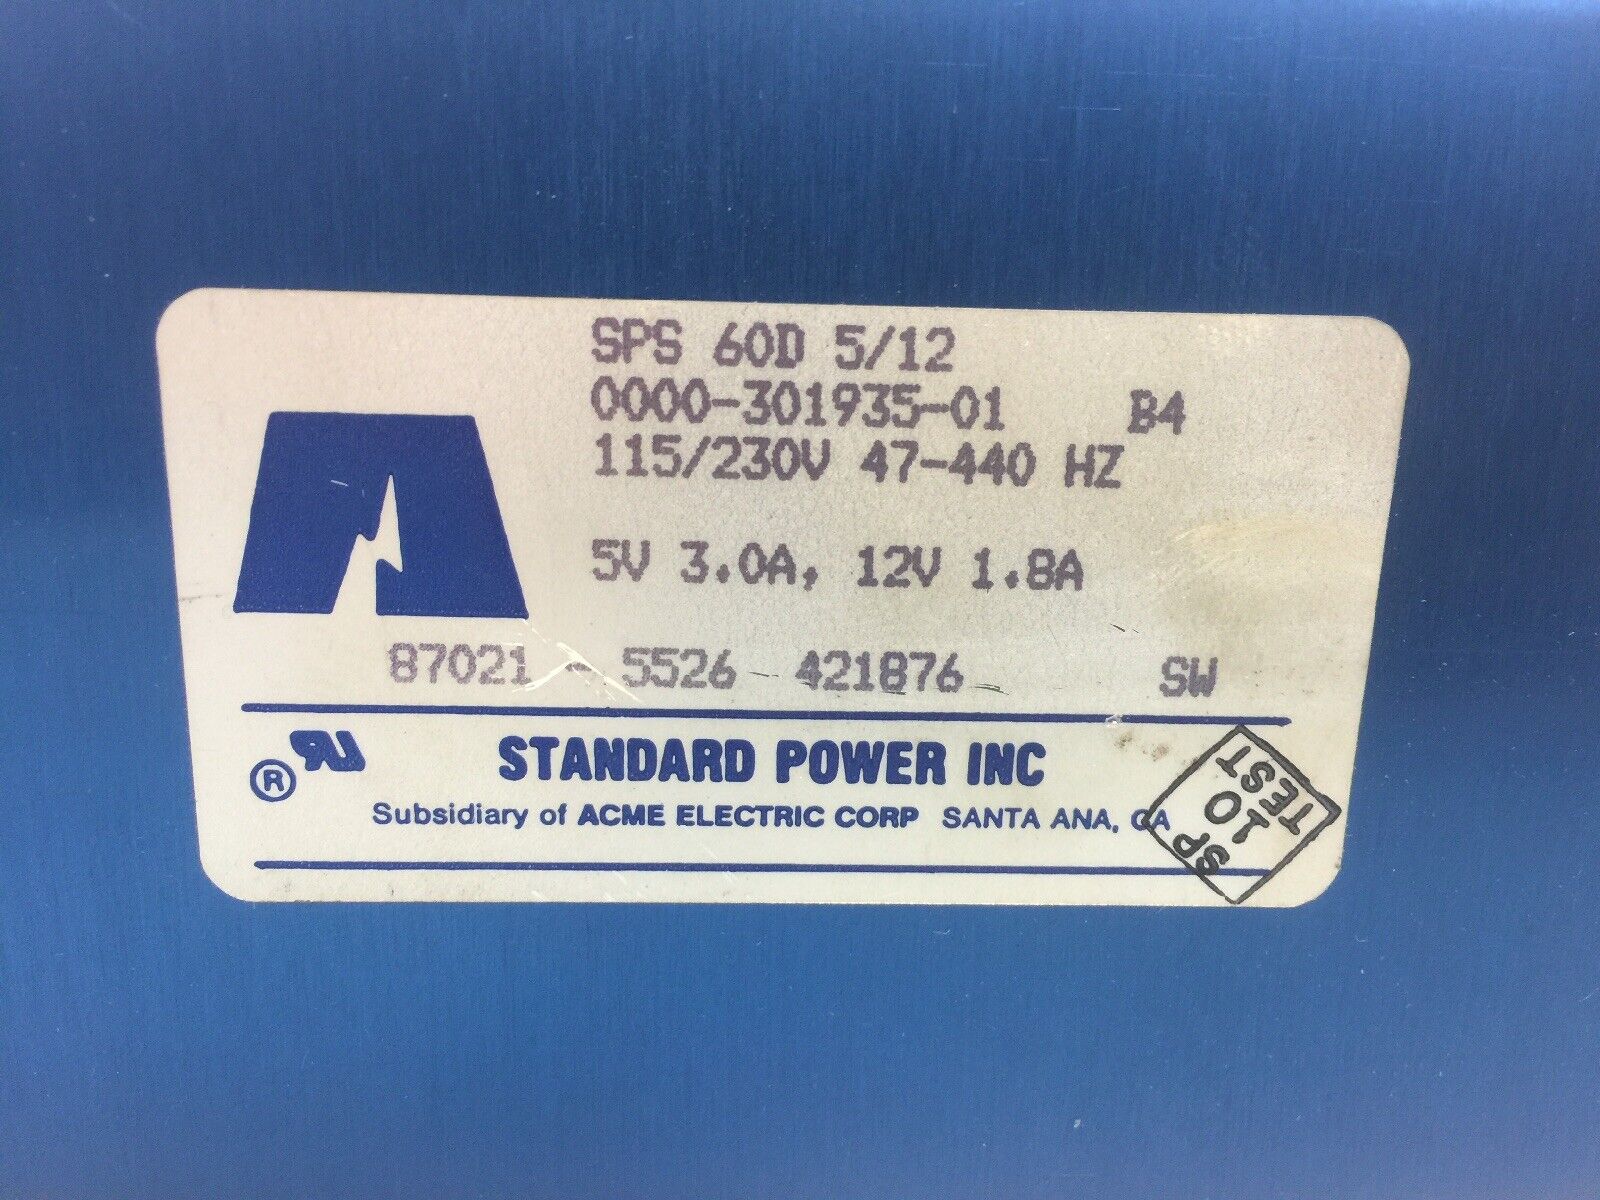 SPS 60D 5/12
0000-301935-01 B4
115/230V 47-440 HZ
5V 3.0A, 12V 1.8A
87021 5526 421876 SW
® RU STANDARD POWER INC
Subsidiary of ACME ELECTRIC CORP SANTA ANA, CA
SP
10
TEST